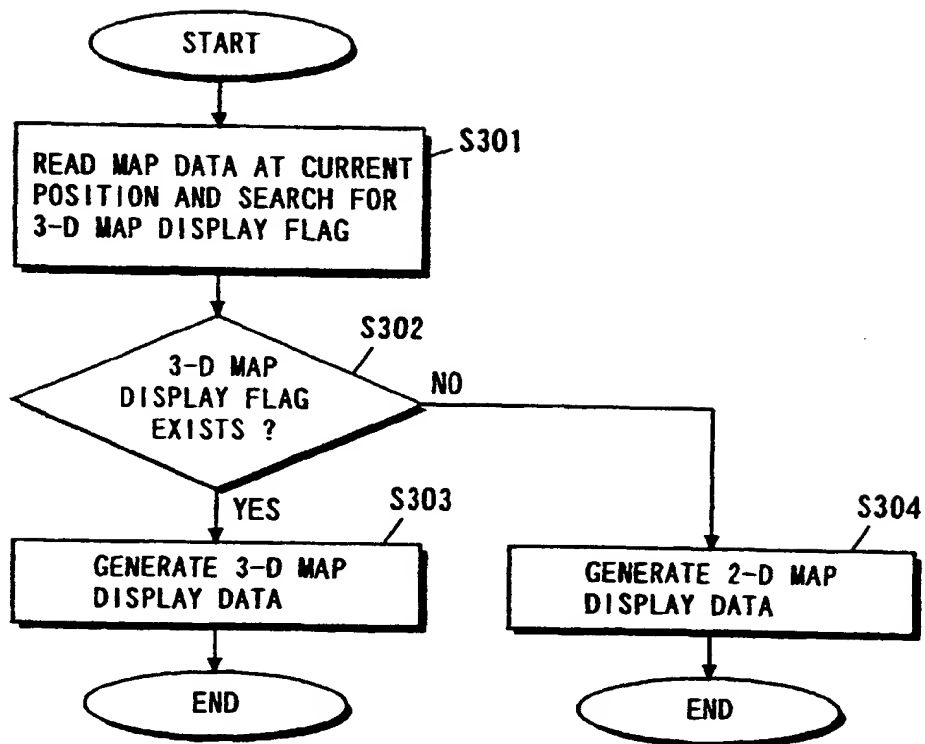 START
S301
READ MAP DATA AT CURRENT
POSITION AND SEARCH FOR
3-D MAP DISPLAY FLAG
S302
3-D MAP
DISPLAY FLAG
EXISTS ?
NO
YES
S303
GENERATE 3-D MAP
DISPLAY DATA
S304
GENERATE 2-D MAP
DISPLAY DATA
END
END